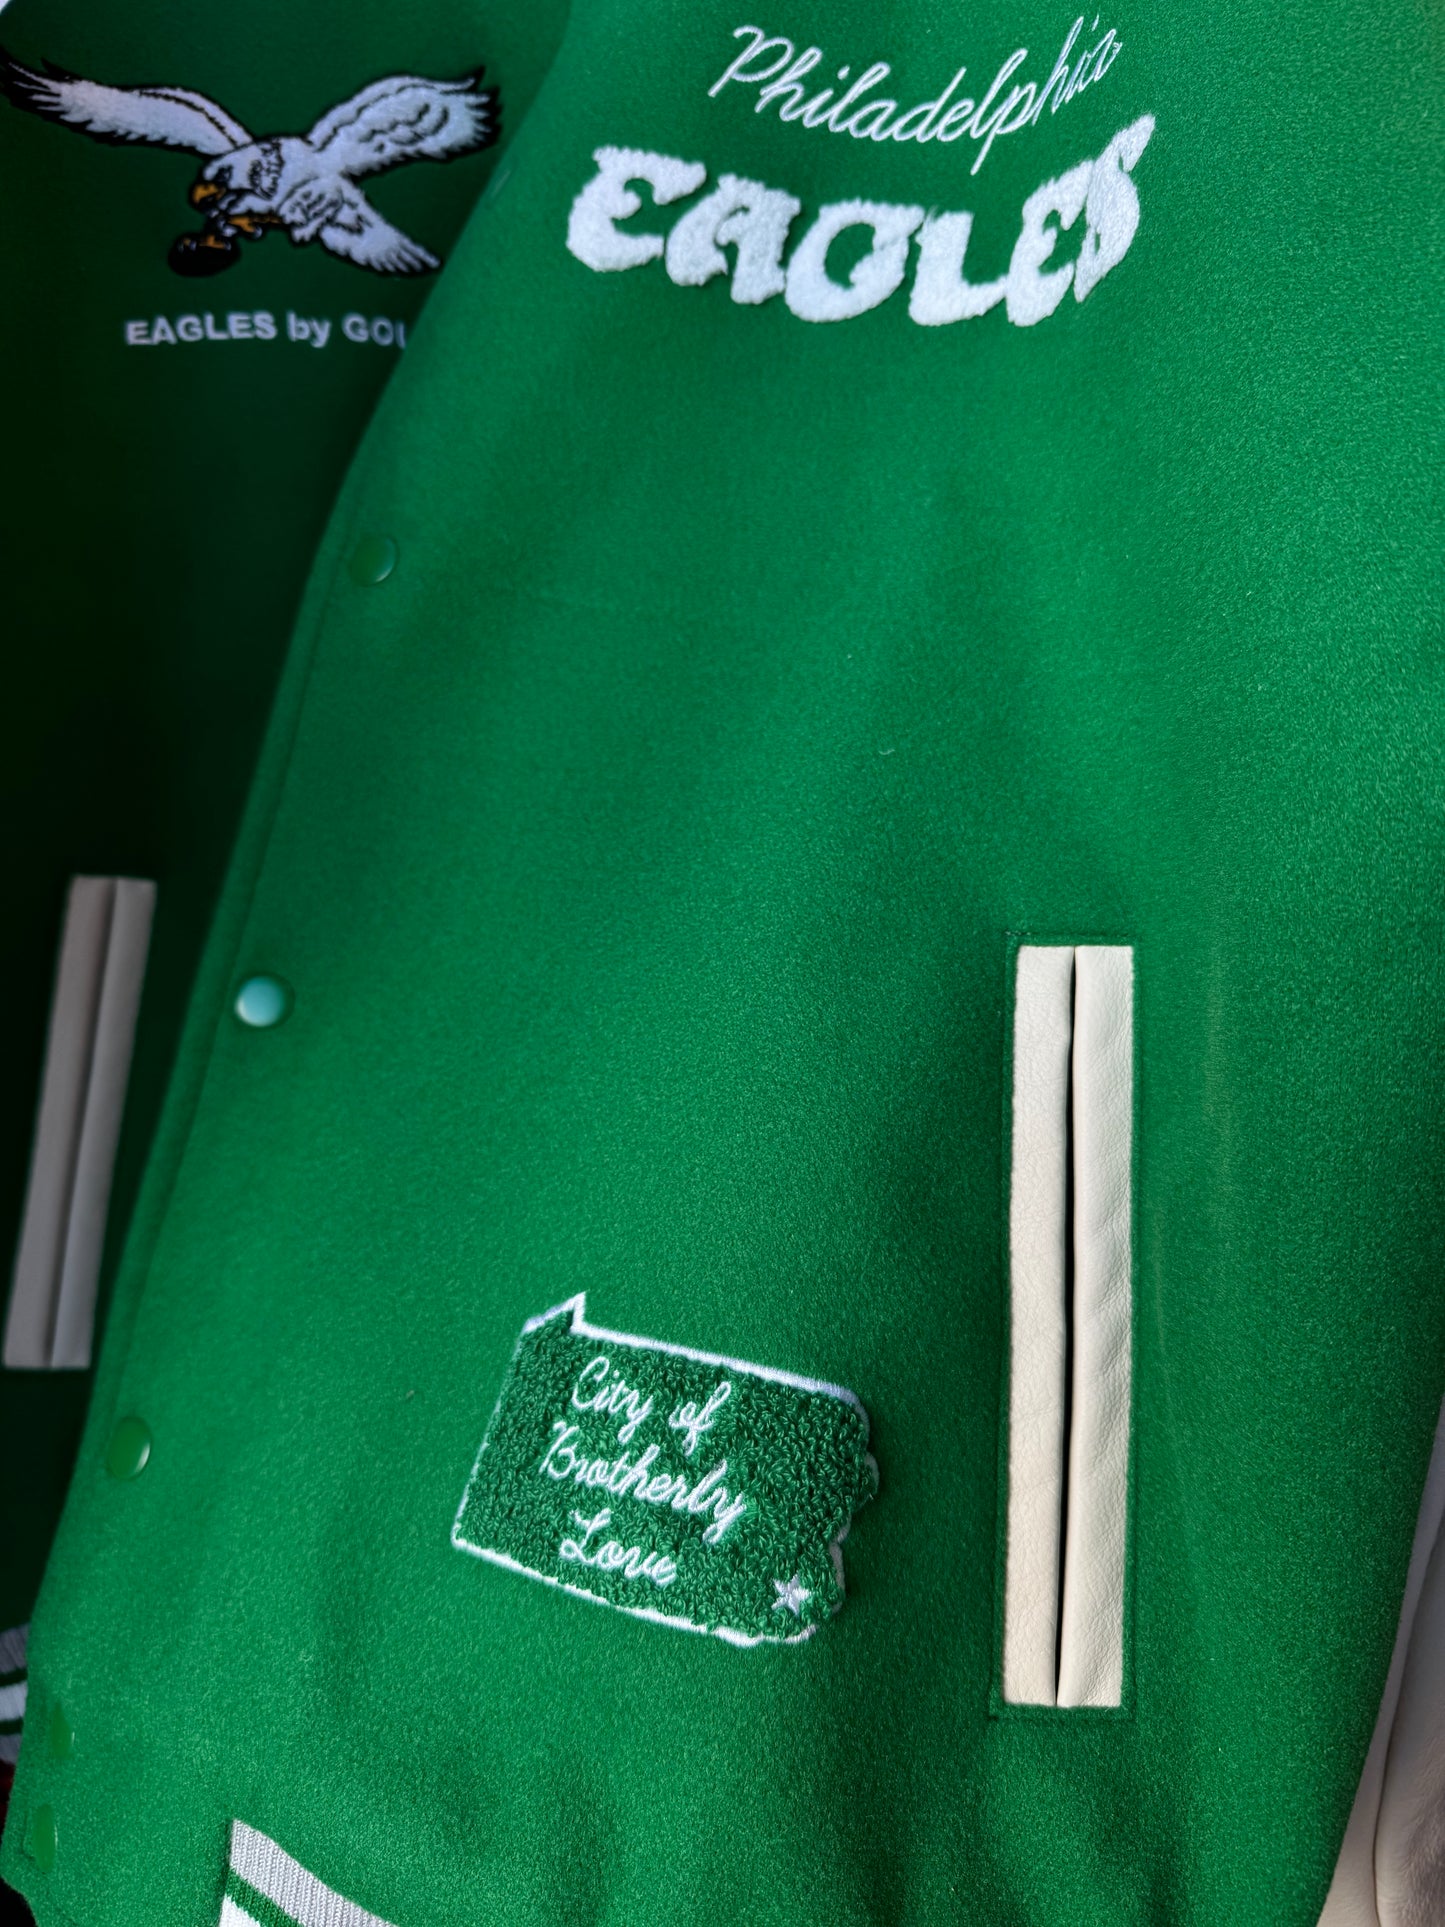 Philadelphia
EAGLES
EAGLES by
City of
Brotherly
Love